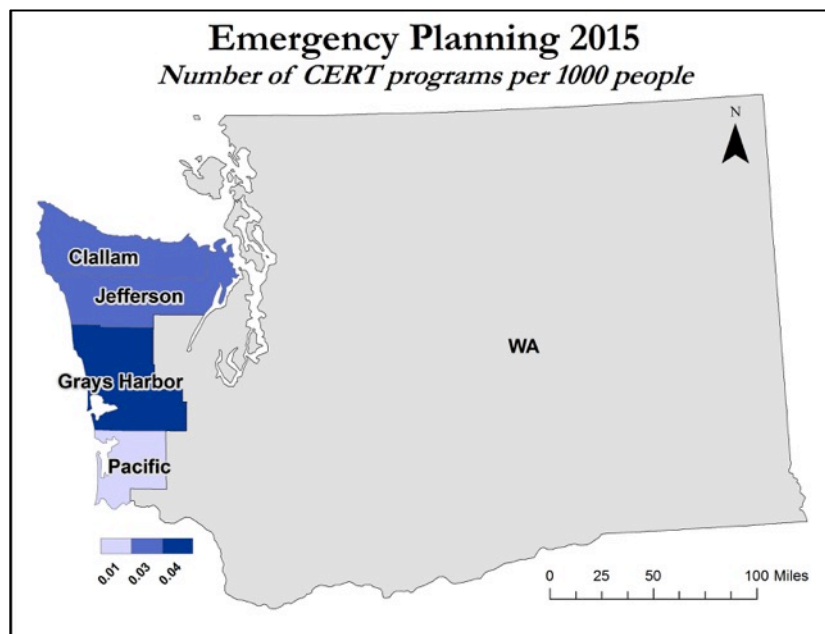 Emergency Planning 2015
Number of CERT programs per 1000 people
N
Clallam
Jefferson
WA
Grays Harbor
Pacific
0.01 0.03 0.04
0 25 50 100 Miles